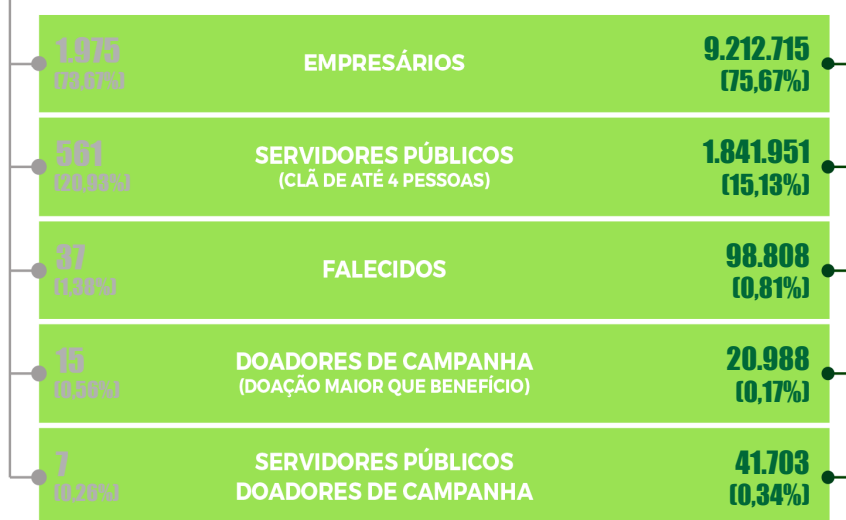 1.975
(73,67%)
EMPRESÁRIOS
9.212.715
(75,67%)
561
(20,93%)
SERVIDORES PÚBLICOS
(CLÃ DE ATÉ 4 PESSOAS)
1.841.951
(15,13%)
37
(1,38%)
FALECIDOS
98.808
(0,81%)
15
(0,56%)
DOADORES DE CAMPANHA
(DOAÇÃO MAIOR QUE BENEFÍCIO)
20.988
(0,17%)
7
(0,26%)
SERVIDORES PÚBLICOS
DOADORES DE CAMPANHA
41.703
(0,34%)